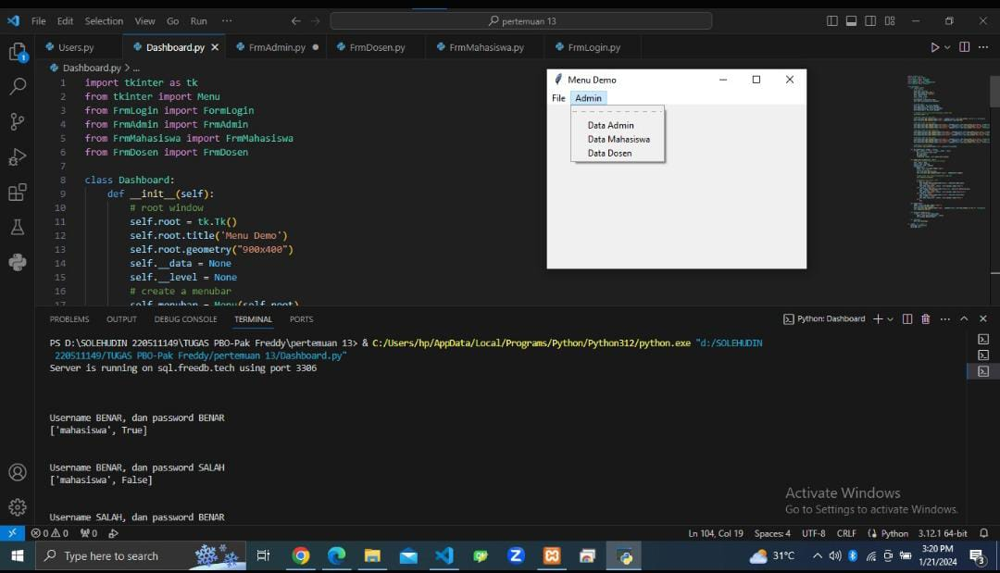 File Edit Selection View Go Run ··· pertemuan 13
Users.py Dashboard.py FrmAdmin.py FrmDosen.py FrmMahasiswa.py FrmLogin.py
Dashboard.py > ...
1 import tkinter as tk
2 from tkinter import Menu
3 from FrmLogin import FormLogin
4 from FrmAdmin import FrmAdmin
5 from FrmMahasiswa import FrmMahasiswa
6 from FrmDosen import FrmDosen
7
8 class Dashboard:
9 def __init__(self):
10 # root window
11 self.root = tk.Tk()
12 self.root.title('Menu Demo')
13 self.root.geometry("900x400")
14 self.__data = None
15 self.__level = None
16 # create a menubar
17 self.menubar = Menu(self.root)
Menu Demo
File Admin
Data Admin
Data Mahasiswa
Data Dosen
PROBLEMS OUTPUT DEBUG CONSOLE TERMINAL PORTS Python: Dashboard
PS D:\SOLEHUDIN 220511149\TUGAS PBO-Pak Freddy\pertemuan 13> & C:/Users/hp/AppData/Local/Programs/Python/Python312/python.exe "d:/SOLEHUDIN
220511149/TUGAS PBO-Pak Freddy/pertemuan 13/Dashboard.py"
Server is running on sql.freedb.tech using port 3306
Username BENAR, dan password BENAR
['mahasiswa', True]
Username BENAR, dan password SALAH
['mahasiswa', False]
Username SALAH, dan password BENAR
Activate Windows
Go to Settings to activate Windows.
0 0 0 Ln 104, Col 19 Spaces: 4 UTF-8 CRLF Python 3.12.1 64-bit
Type here to search 31°C 3:20 PM
1/21/2024 3